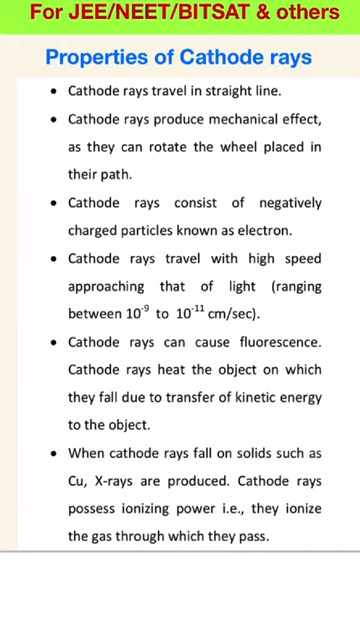 For JEE/NEET/BITSAT & others
Properties of Cathode rays
• Cathode rays travel in straight line.
• Cathode rays produce mechanical effect,
as they can rotate the wheel placed in
their path.
• Cathode rays consist of negatively
charged particles known as electron.
• Cathode rays travel with high speed
approaching that of light (ranging
between 10⁻⁹ to 10⁻¹¹ cm/sec).
• Cathode rays can cause fluorescence.
Cathode rays heat the object on which
they fall due to transfer of kinetic energy
to the object.
• When cathode rays fall on solids such as
Cu, X-rays are produced. Cathode rays
possess ionizing power i.e., they ionize
the gas through which they pass.